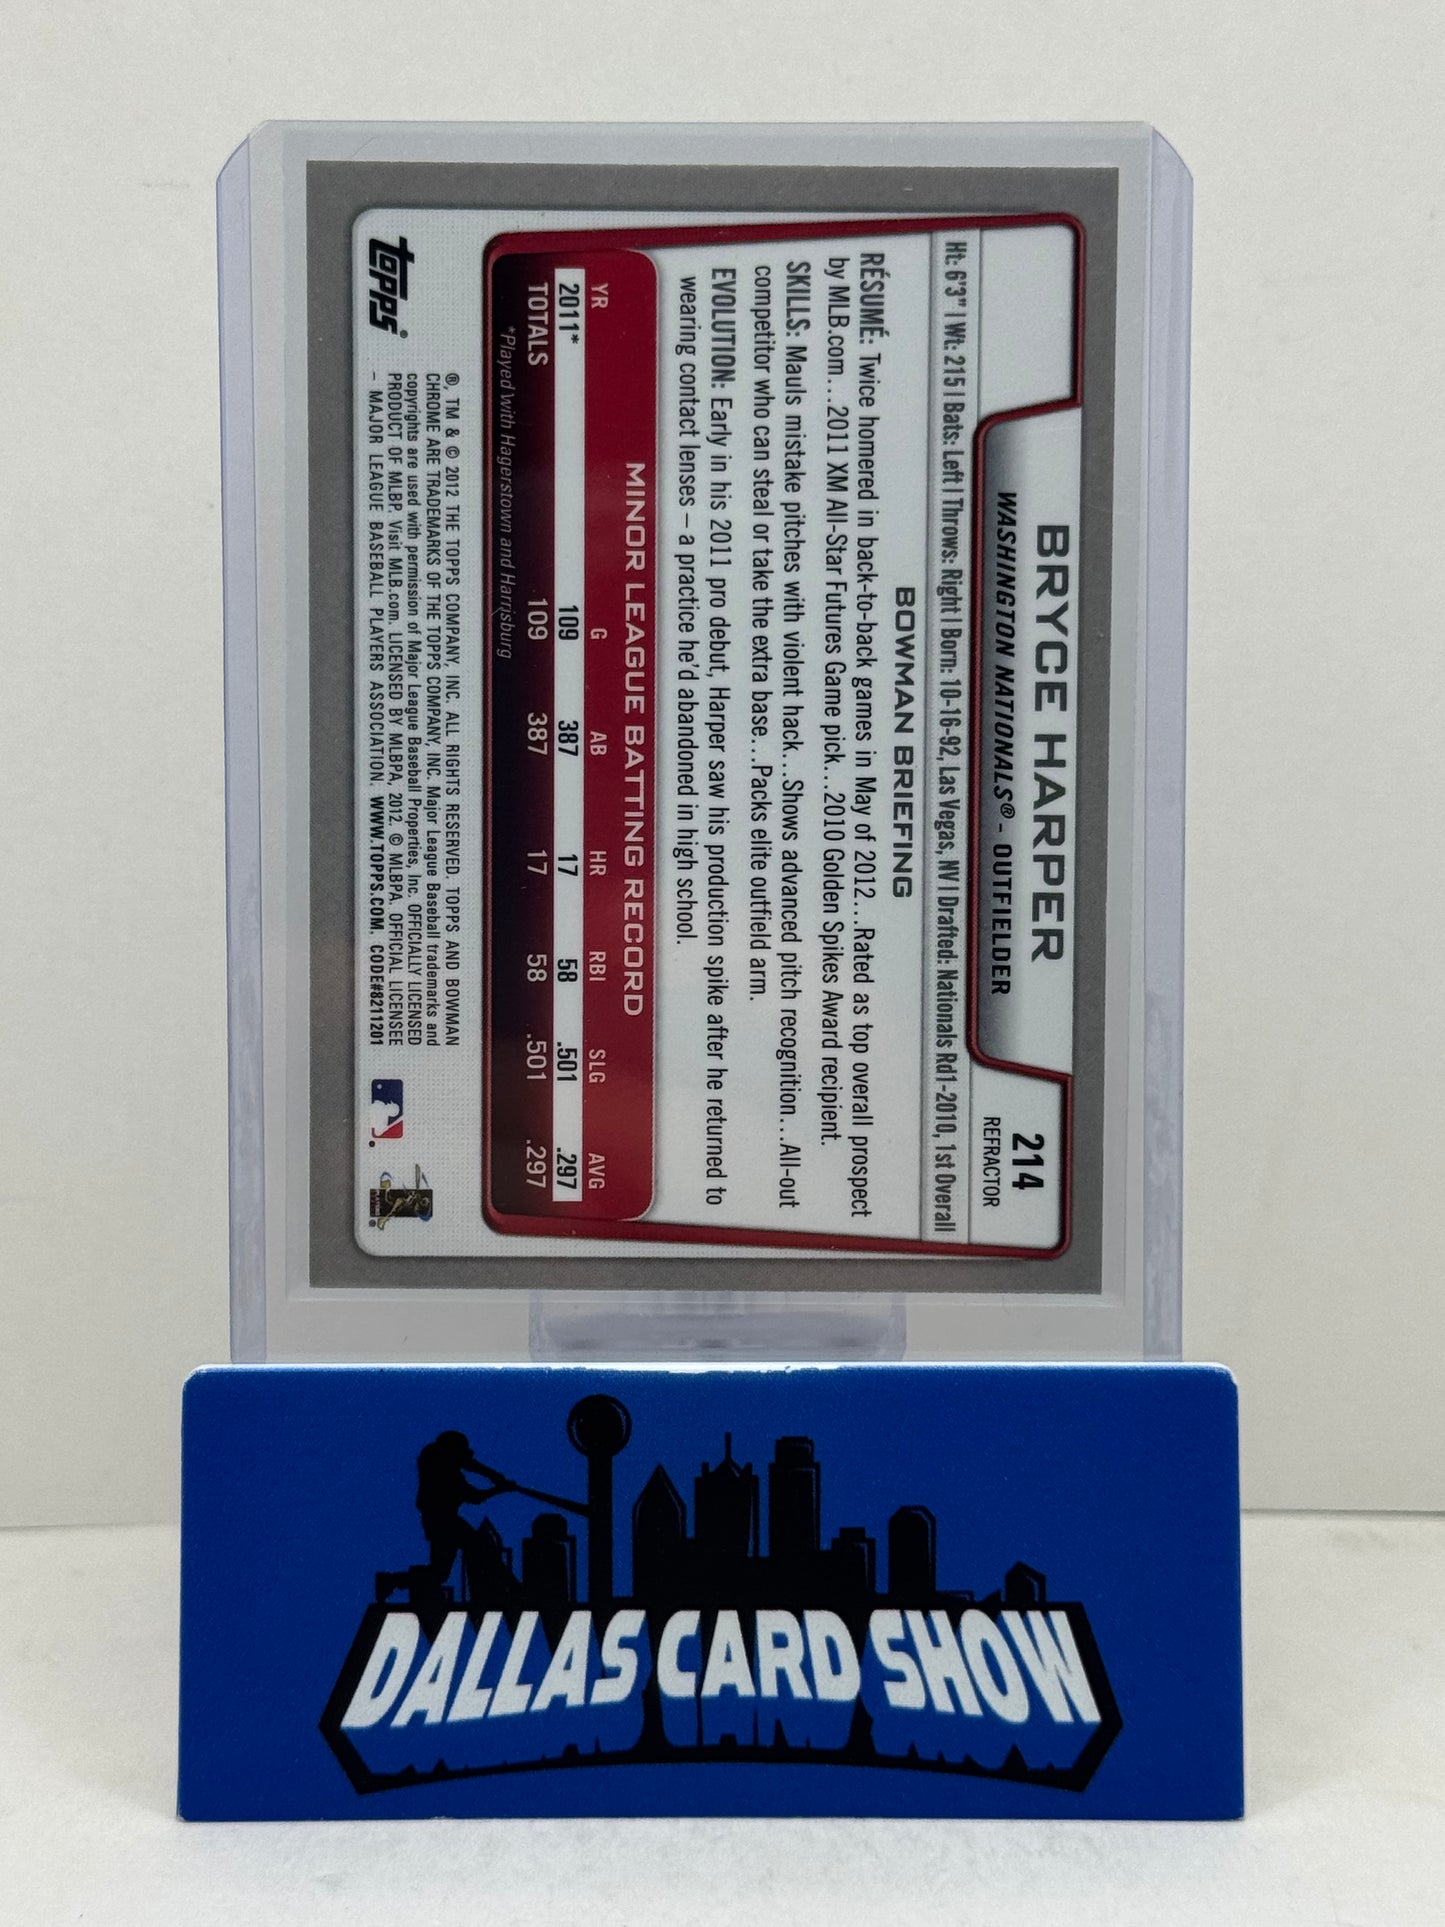 BRYCE HARPER
WASHINGTON NATIONALS® - OUTFIELDER
214
REFRACTOR
Ht: 6'3" | Wt: 215 | Bats: Left | Throws: Right | Born: 10-16-92, Las Vegas, NV | Drafted: Nationals Rd1-2010, 1st Overall
BOWMAN BRIEFING
RÉSUMÉ: Twice homered in back-to-back games in May of 2012...Rated as top overall prospect
by MLB.com...2011 XM All-Star Futures Game pick...2010 Golden Spikes Award recipient.
SKILLS: Mauls mistake pitches with violent hack...Shows advanced pitch recognition...All-out
competitor who can steal or take the extra base...Packs elite outfield arm.
EVOLUTION: Early in his 2011 pro debut, Harper saw his production spike after he returned to
wearing contact lenses – a practice he'd abandoned in high school.
MINOR LEAGUE BATTING RECORD
YR G AB HR RBI SLG AVG
2011* 109 387 17 58 .501 .297
TOTALS 109 387 17 58 .501 .297
*Played with Hagerstown and Harrisburg
topps®
®, TM & © 2012 THE TOPPS COMPANY, INC. ALL RIGHTS RESERVED. TOPPS AND BOWMAN
CHROME ARE TRADEMARKS OF THE TOPPS COMPANY, INC. Major League Baseball trademarks and
copyrights are used with permission of Major League Baseball Properties, Inc. OFFICIALLY LICENSED
PRODUCT OF MLBP. Visit MLB.com. LICENSED BY MLBPA, 2012. © MLBPA. OFFICIAL LICENSEE
– MAJOR LEAGUE BASEBALL PLAYERS ASSOCIATION. WWW.TOPPS.COM. CODE#8211201
DALLAS CARD SHOW